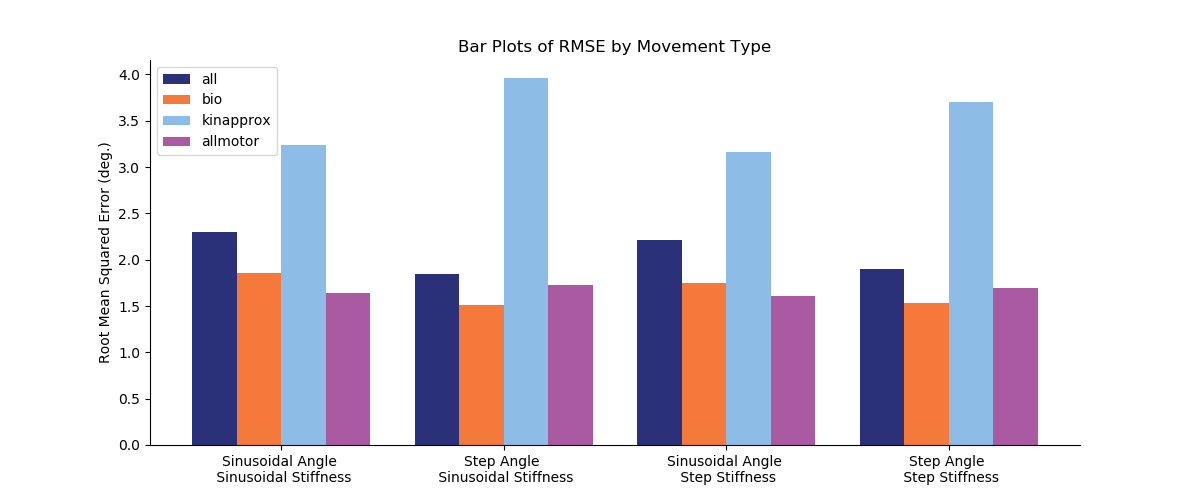 Bar Plots of RMSE by Movement Type
all
bio
kinapprox
allmotor
Root Mean Squared Error (deg.)
4.0
3.5
3.0
2.5
2.0
1.5
1.0
0.5
0.0
Sinusoidal Angle
Sinusoidal Stiffness
Step Angle
Sinusoidal Stiffness
Sinusoidal Angle
Step Stiffness
Step Angle
Step Stiffness